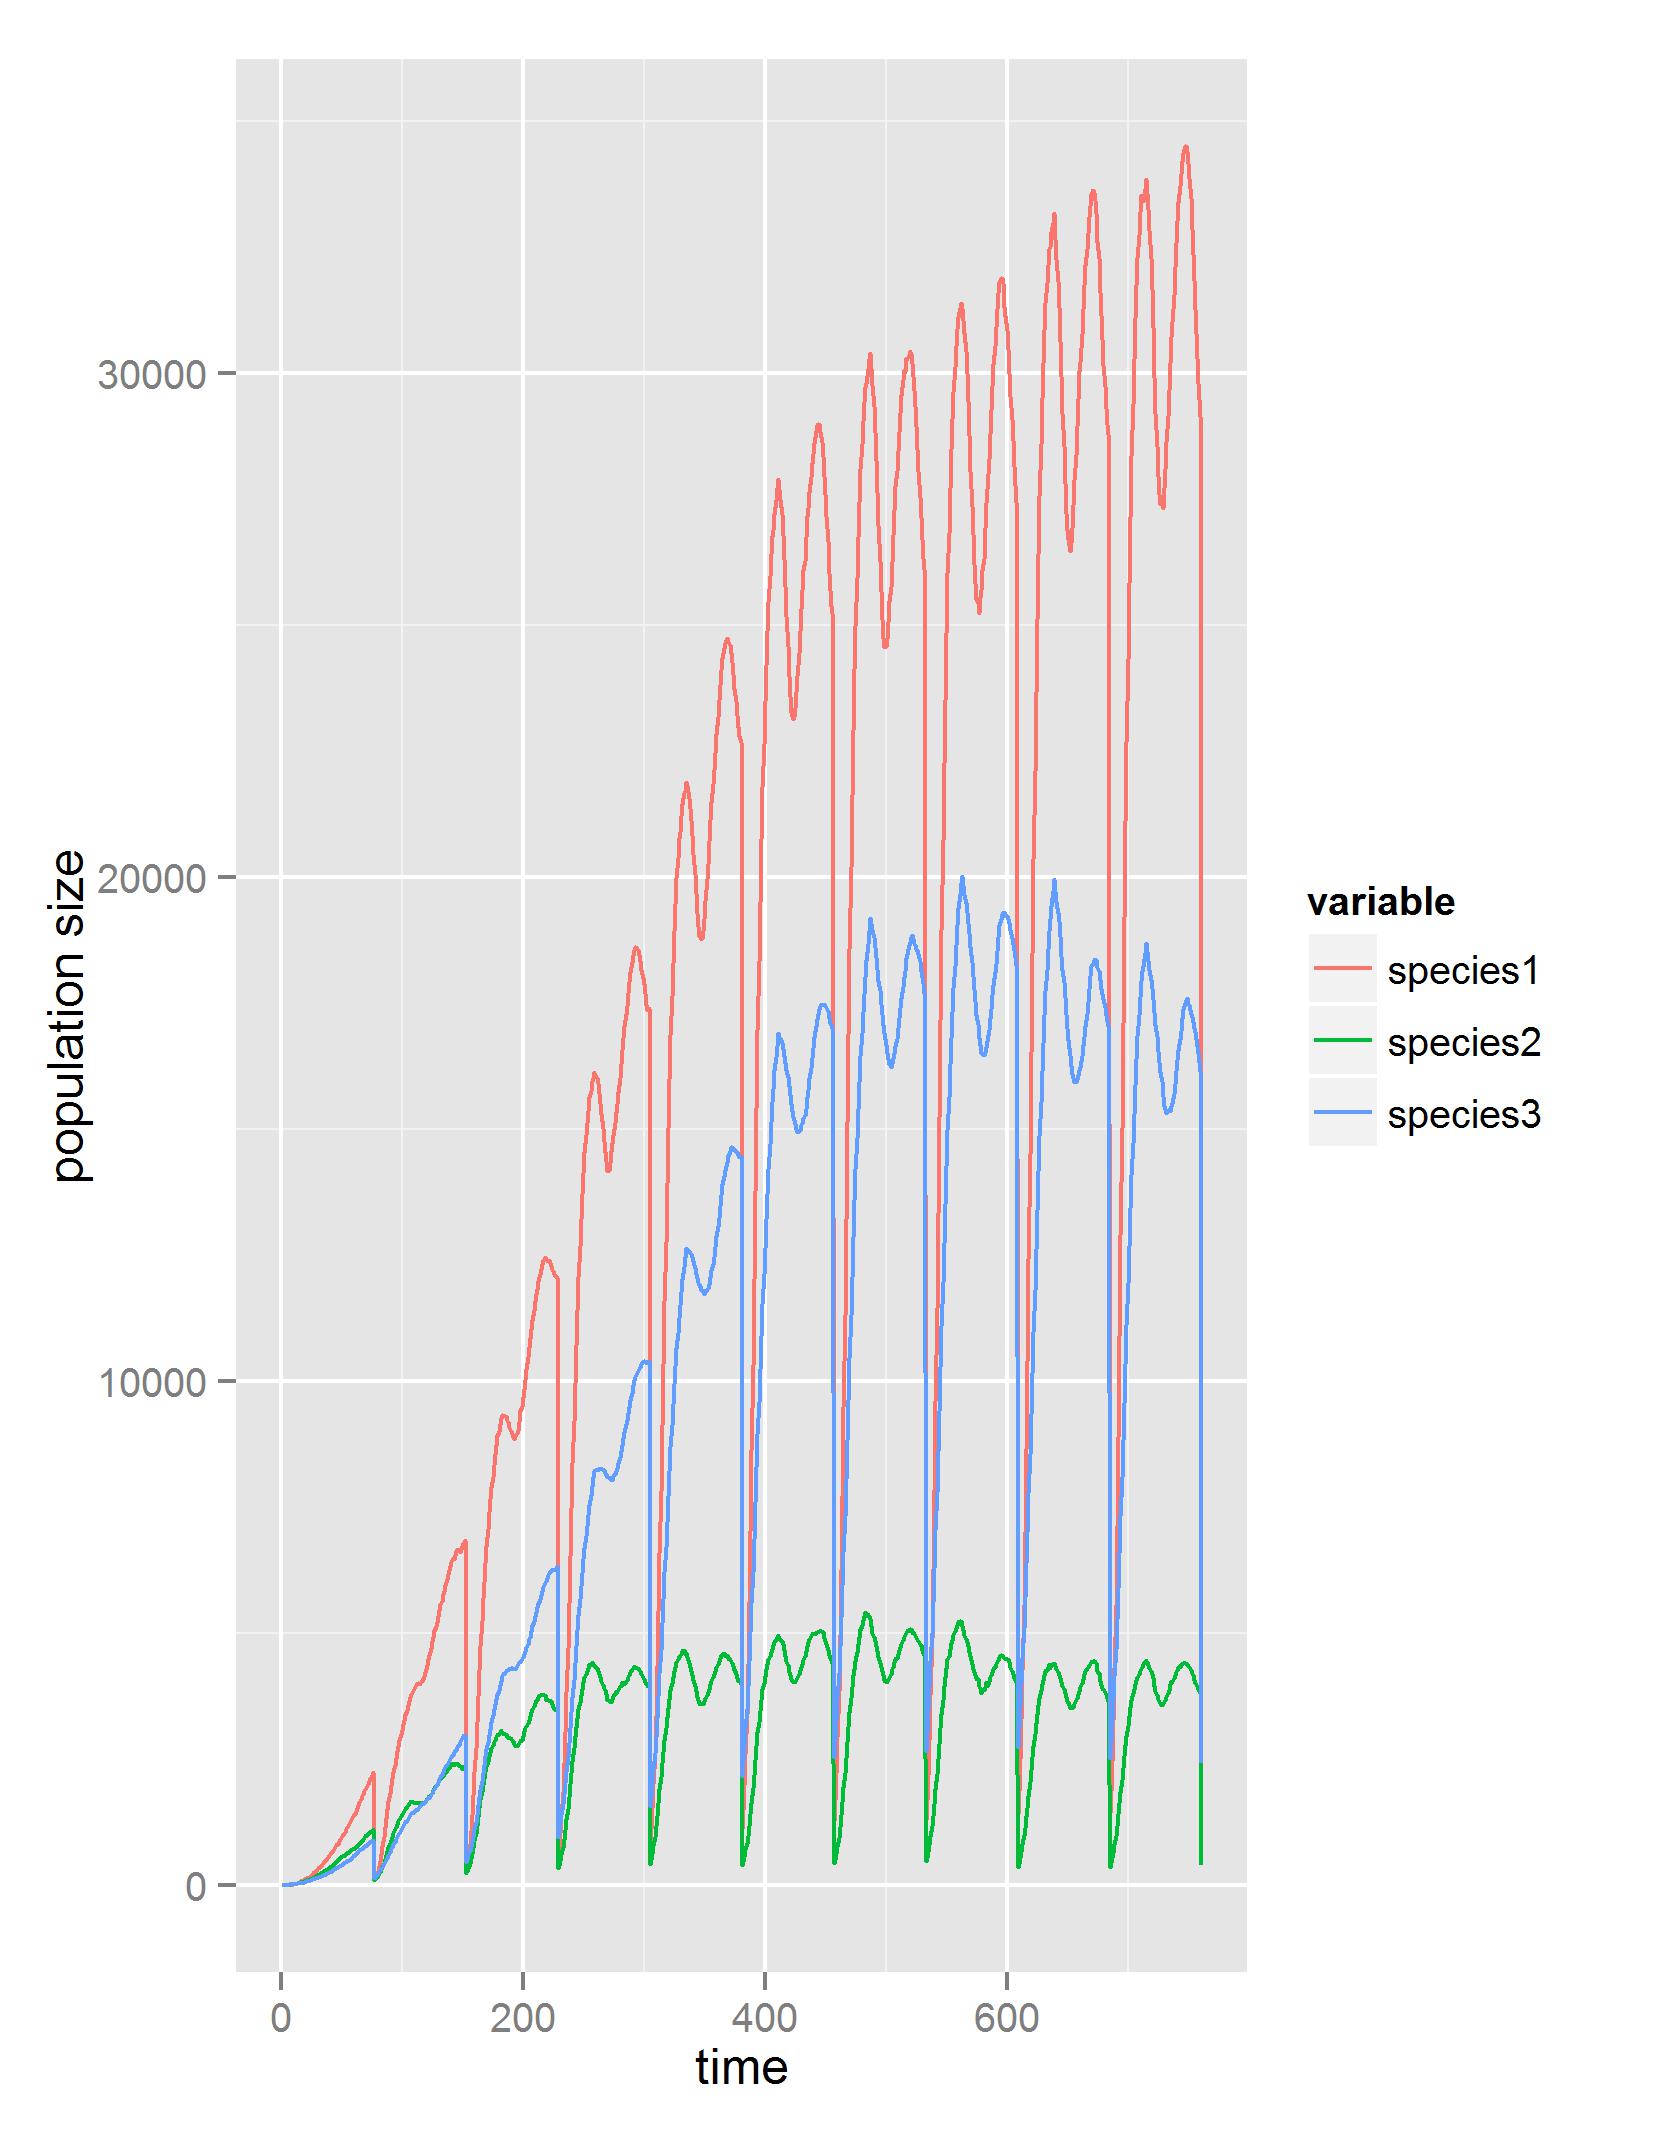 population size
30000
20000
10000
0
0 200 400 600
time
variable
species1
species2
species3